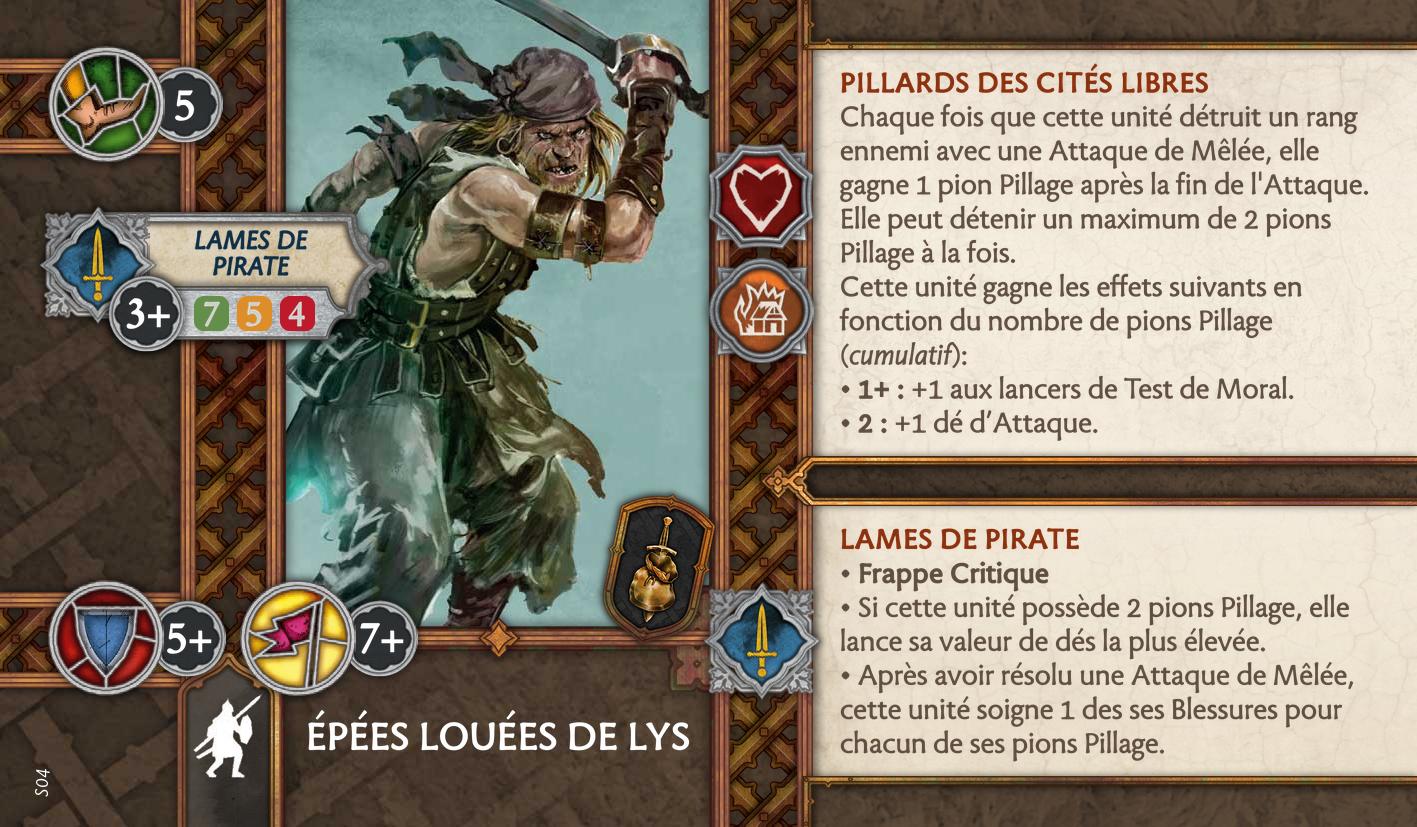 5
LAMES DE
PIRATE
3+
7 5 4
5+
7+
ÉPÉES LOUÉES DE LYS
S04
PILLARDS DES CITÉS LIBRES
Chaque fois que cette unité détruit un rang
ennemi avec une Attaque de Mêlée, elle
gagne 1 pion Pillage après la fin de l'Attaque.
Elle peut détenir un maximum de 2 pions
Pillage à la fois.
Cette unité gagne les effets suivants en
fonction du nombre de pions Pillage
(cumulatif):
• 1+ : +1 aux lancers de Test de Moral.
• 2 : +1 dé d’Attaque.
LAMES DE PIRATE
• Frappe Critique
• Si cette unité possède 2 pions Pillage, elle
lance sa valeur de dés la plus élevée.
• Après avoir résolu une Attaque de Mêlée,
cette unité soigne 1 des ses Blessures pour
chacun de ses pions Pillage.